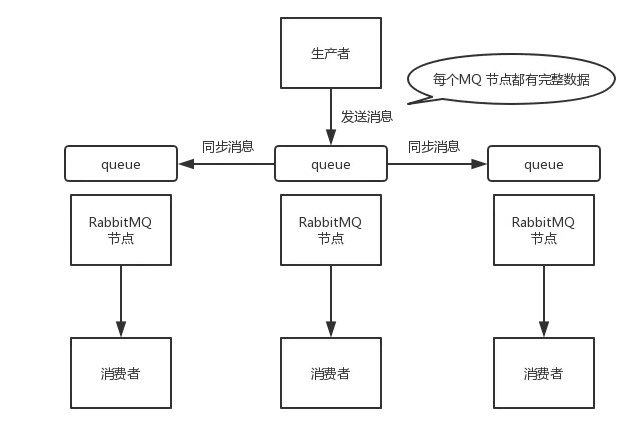 生产者
每个MQ 节点都有完整数据
发送消息
同步消息
同步消息
queue
queue
queue
RabbitMQ
节点
RabbitMQ
节点
RabbitMQ
节点
消费者
消费者
消费者